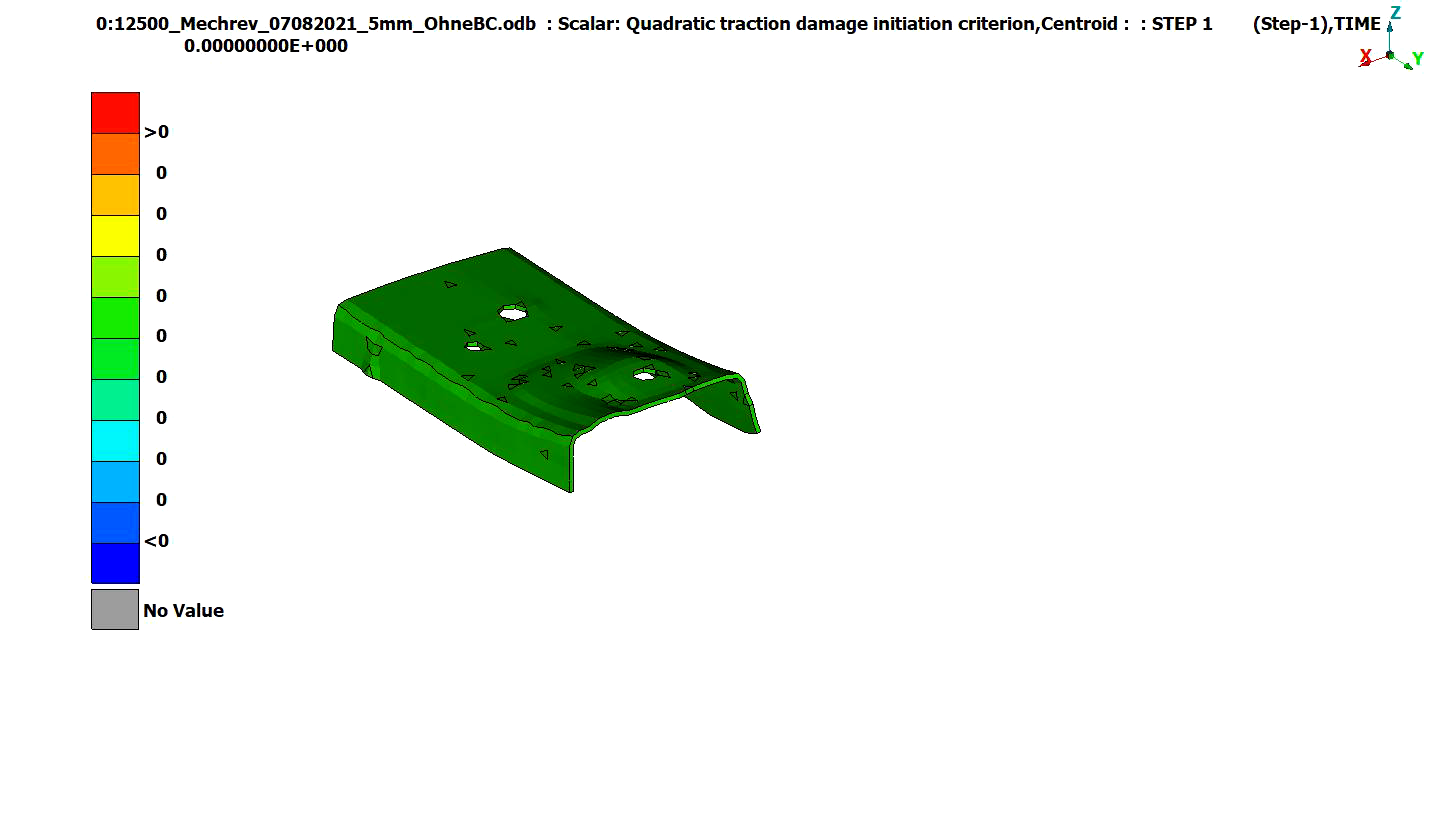 0:12500_Mechrev_07082021_5mm_OhneBC.odb : Scalar: Quadratic traction damage initiation criterion,Centroid : : STEP 1 (Step-1),TIME
0.00000000E+000
Z
X
Y
>0
0
0
0
0
0
0
0
0
0
<0
No Value